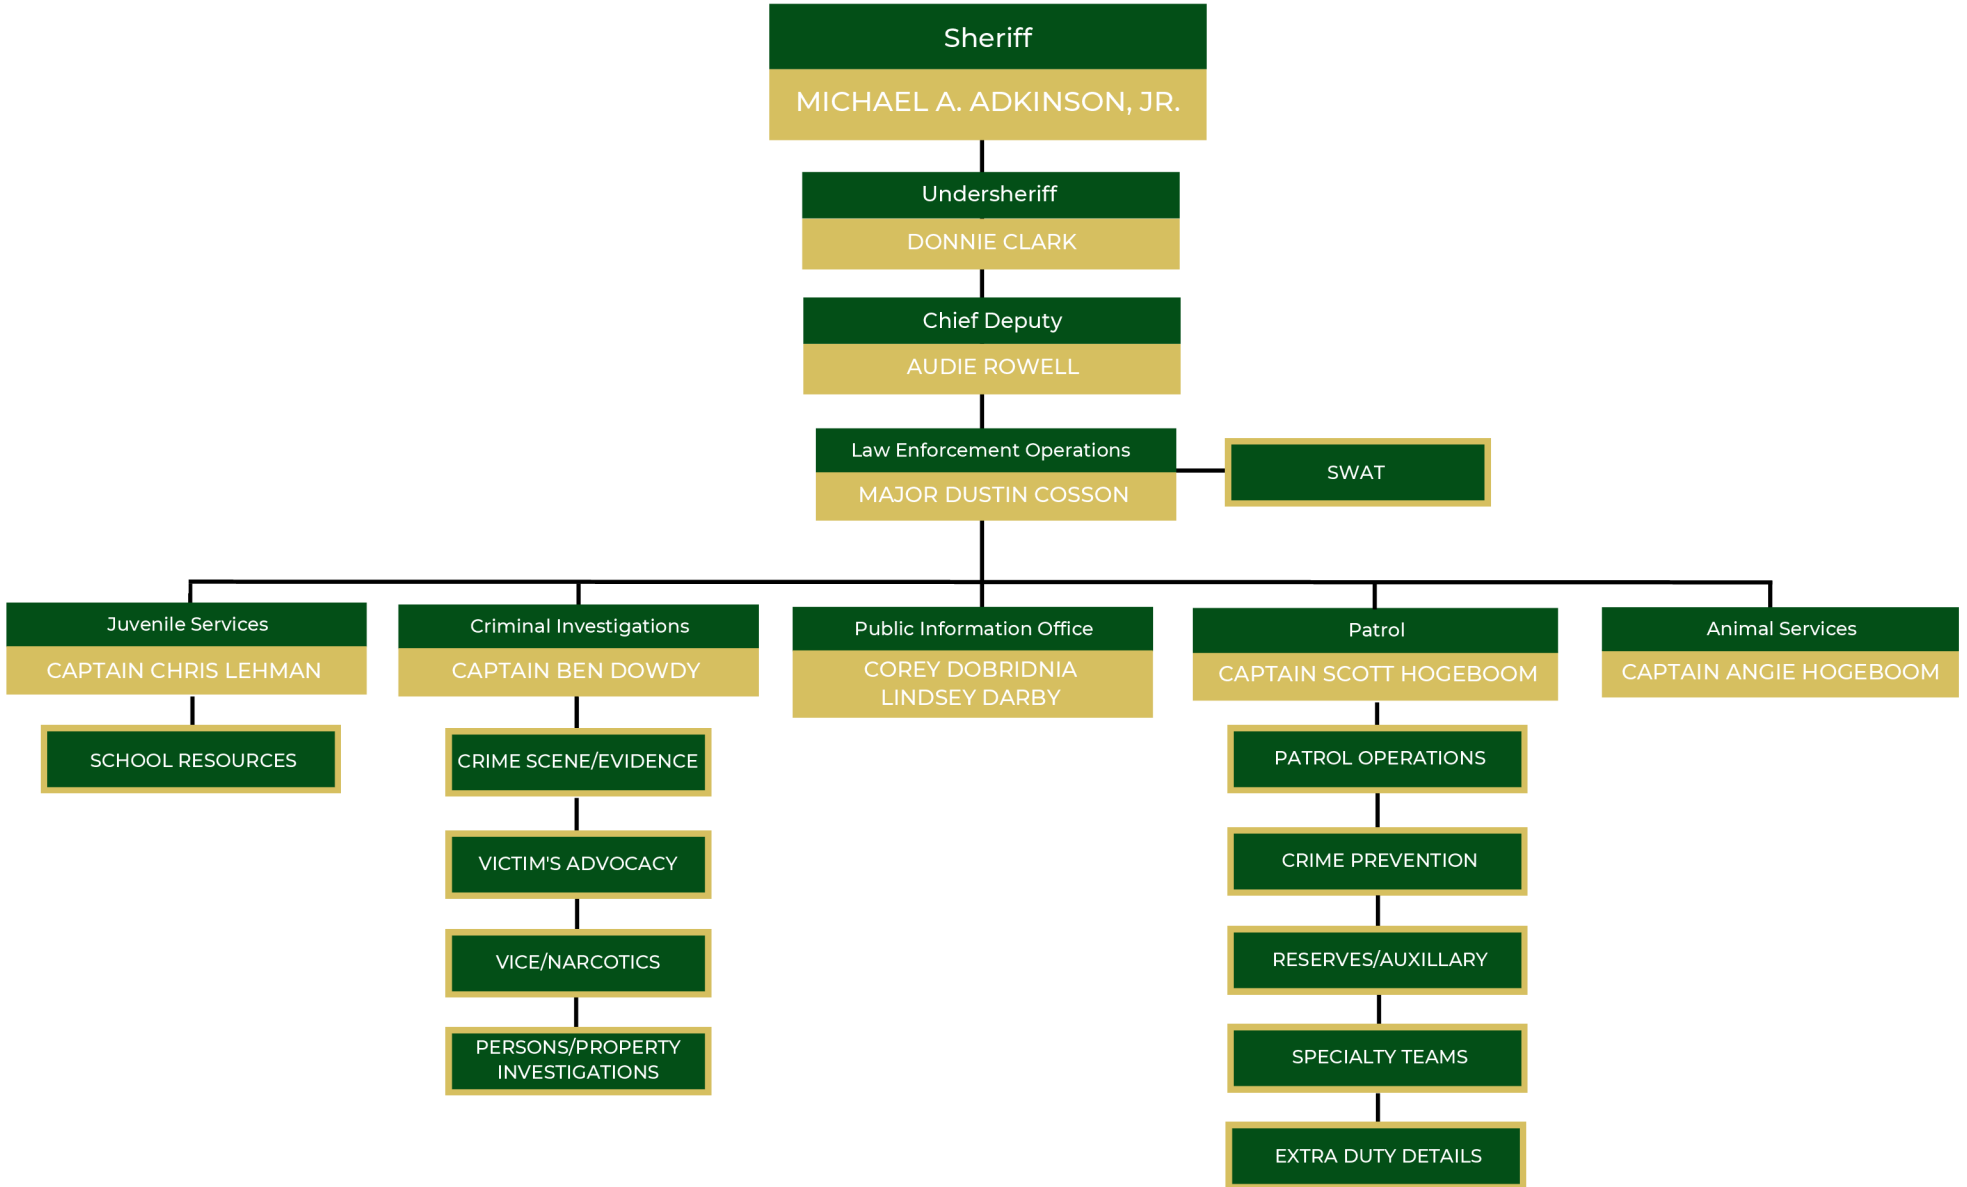 Sheriff
MICHAEL A. ADKINSON, JR.
Undersheriff
DONNIE CLARK
Chief Deputy
AUDIE ROWELL
Law Enforcement Operations
MAJOR DUSTIN COSSON
SWAT
Juvenile Services
CAPTAIN CHRIS LEHMAN
SCHOOL RESOURCES
Criminal Investigations
CAPTAIN BEN DOWDY
CRIME SCENE/EVIDENCE
VICTIM'S ADVOCACY
VICE/NARCOTICS
PERSONS/PROPERTY
INVESTIGATIONS
Public Information Office
COREY DOBRIDNIA
LINDSEY DARBY
Patrol
CAPTAIN SCOTT HOGEBOOM
PATROL OPERATIONS
CRIME PREVENTION
RESERVES/AUXILLARY
SPECIALTY TEAMS
EXTRA DUTY DETAILS
Animal Services
CAPTAIN ANGIE HOGEBOOM